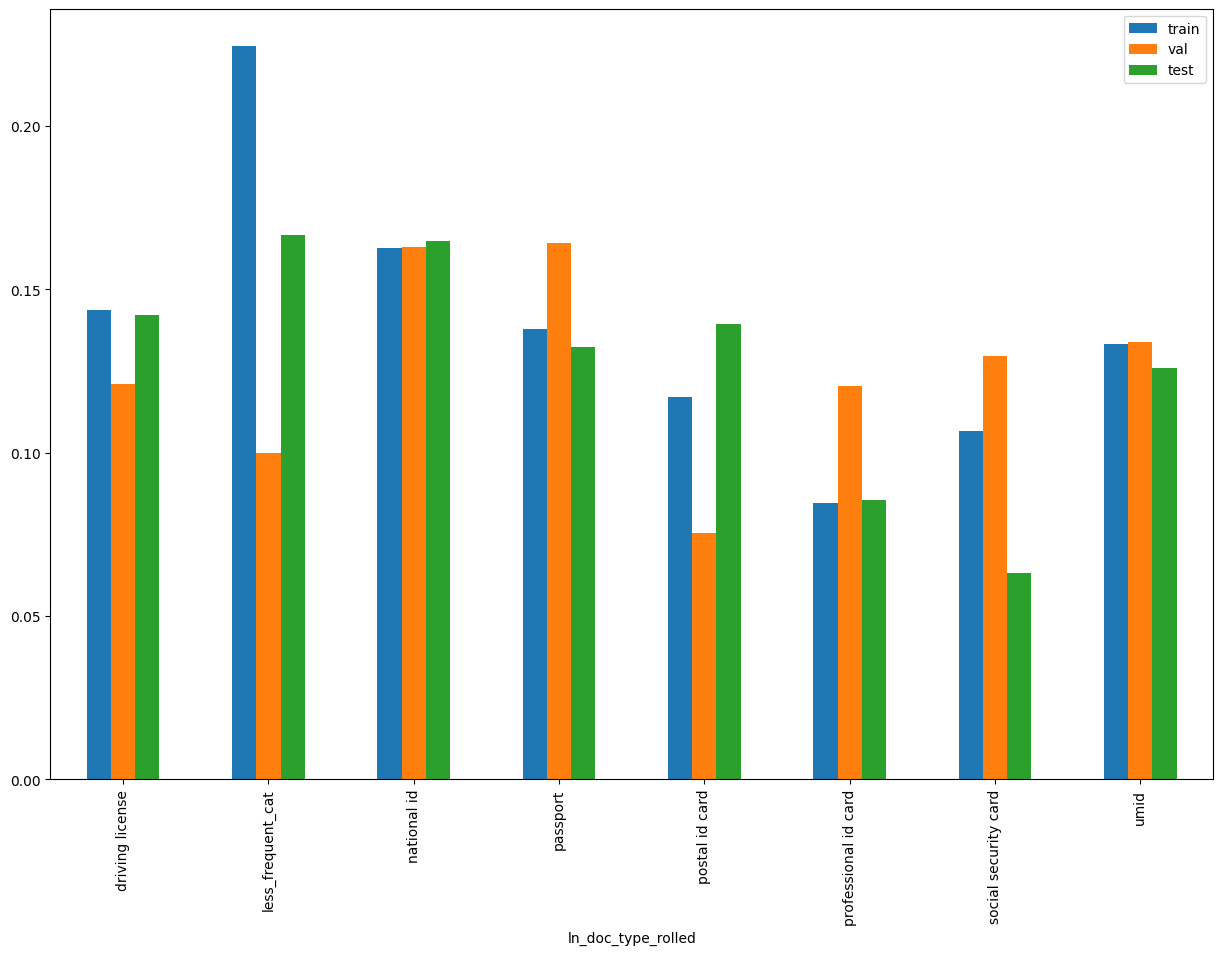 train
val
test
0.20
0.15
0.10
0.05
0.00
driving license
less_frequent_cat
national id
passport
postal id card
professional id card
social security card
umid
ln_doc_type_rolled